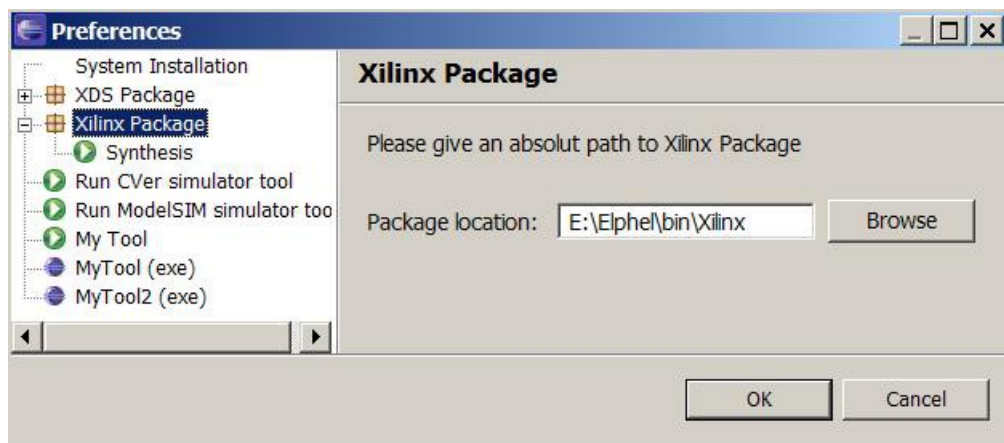 Preferences
System Installation
XDS Package
Xilinx Package
Synthesis
Run CVer simulator tool
Run ModelSIM simulator too
My Tool
MyTool (exe)
MyTool2 (exe)
Xilinx Package
Please give an absolut path to Xilinx Package
Package location: E:\Elphel\bin\Xilinx Browse
OK Cancel